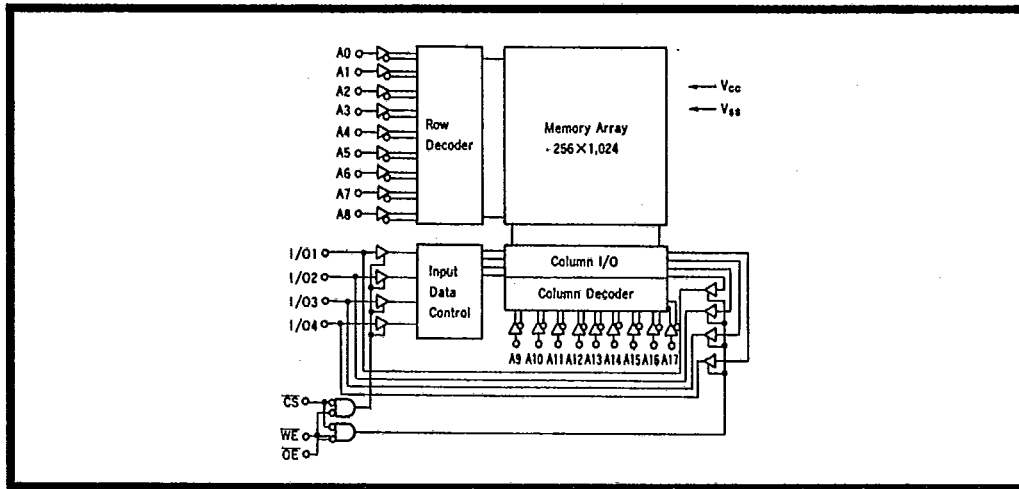 A0
A1
A2
A3
A4
A5
A6
A7
A8
Row
Decoder
Memory Array
256×1,024
Vcc
Vss
I/O1
I/O2
I/O3
I/O4
Input
Data
Control
Column I/O
Column Decoder
A9 A10 A11 A12 A13 A14 A15 A16 A17
CS
WE
OE